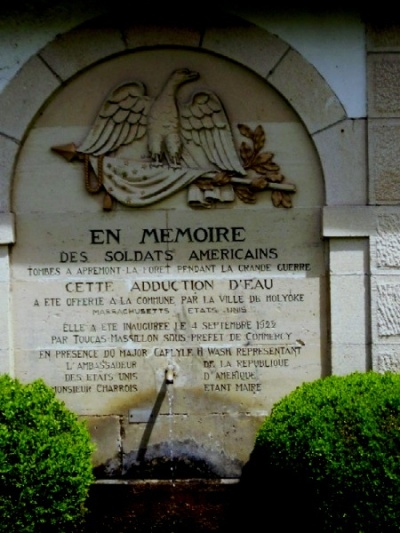 EN MEMOIRE
DES SOLDATS AMERICAINS
TOMBES A APREMONT LA FORET PENDANT LA GRANDE GUERRE
CETTE ADDUCTION D'EAU
A ETE OFFERTE A LA COMMUNE PAR LA VILLE DE HOLYOKE
MASSACHUSETTS ETATS UNIS
ELLE A ETE INAUGUREE LE 4 SEPTEMBRE
PAR TOUCAS-MASSILLON SOUS PREFET DE COMMERCY
EN PRESENCE DU MAJOR CARLYLE H WASH REPRESENTANT
L'AMBASSADEUR DE LA REPUBLIQUE
DES ETATS UNIS D'AMERIQUE
MONSIEUR CHARROIS ETANT MAIRE